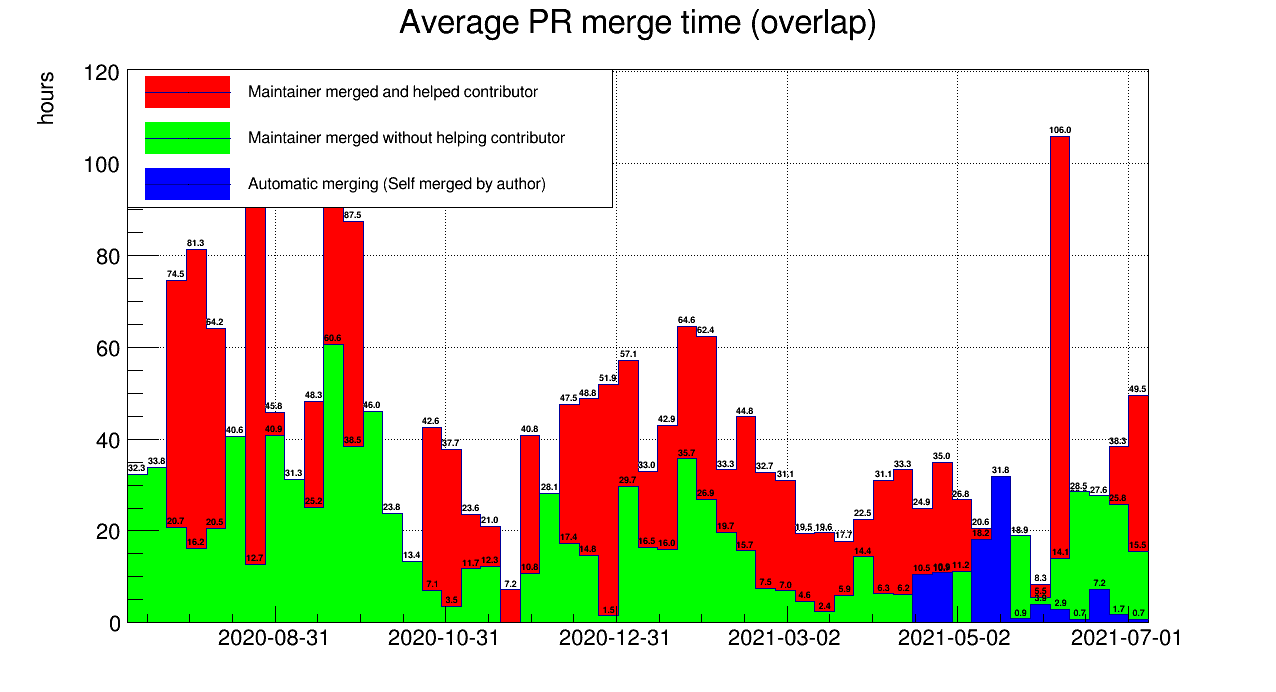 Average PR merge time (overlap)
hours
120
100
80
60
40
20
0
Maintainer merged and helped contributor
Maintainer merged without helping contributor
Automatic merging (Self merged by author)
32.3 33.8 74.5 81.3 64.2 40.6 45.8 31.3 48.3 87.5 46.0 23.8 13.4 42.6 37.7 23.6 21.0 7.2 40.8 28.1 47.5 48.8 51.9 57.1 33.0 42.9 64.6 62.4 33.3 44.8 32.7 31.1 19.5 19.6 17.7 22.5 31.1 33.3 24.9 35.0 26.8 20.6 31.8 18.9 8.3 106.0 28.5 27.6 38.3 49.5
20.7 16.2 20.5 12.7 40.9 25.2 60.6 38.5 7.1 3.5 11.7 12.3 10.8 17.4 14.8 1.5 29.7 16.5 16.0 35.7 26.9 19.7 15.7 7.5 7.0 4.6 2.4 5.9 14.4 6.3 6.2 10.5 10.9 11.2 18.2 0.9 5.5 14.1 2.9 0.7 7.2 25.8 1.7 15.5 0.7
2020-08-31 2020-10-31 2020-12-31 2021-03-02 2021-05-02 2021-07-01